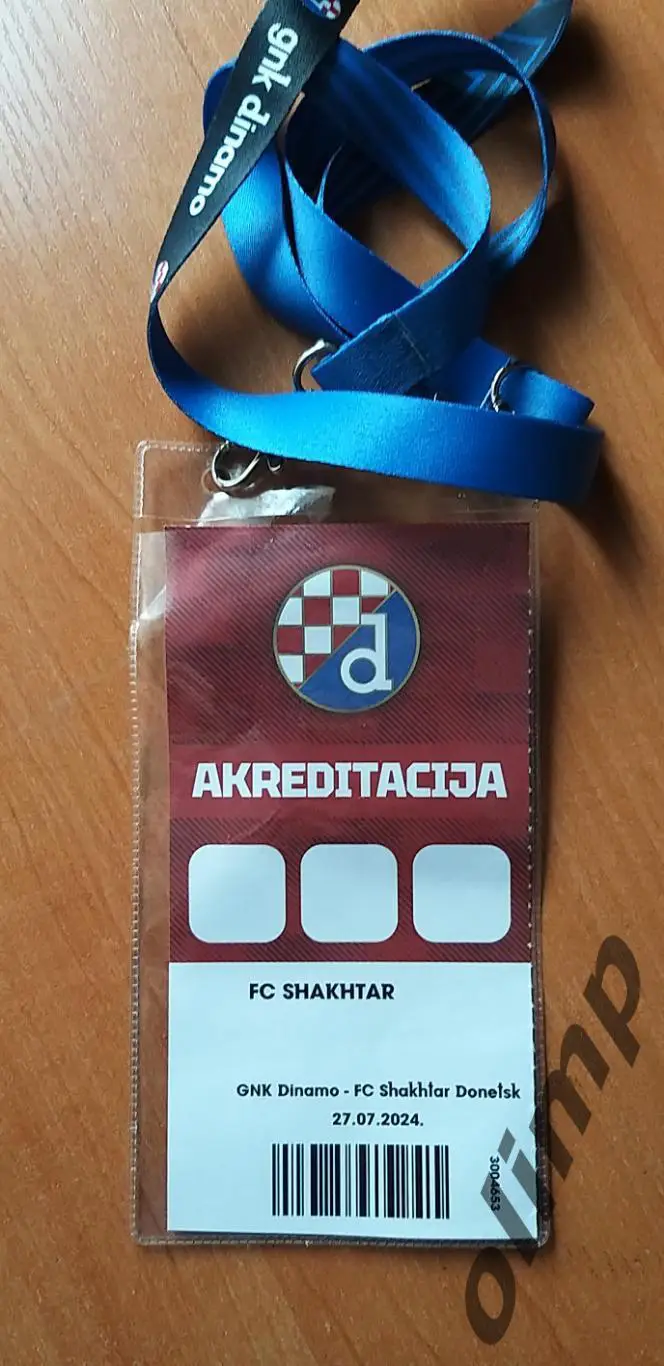 gnk dinamo
d
AKREDITACIJA
FC SHAKHTAR
GNK Dinamo - FC Shakhtar Donetsk
27.07.2024.
3004653
olimp